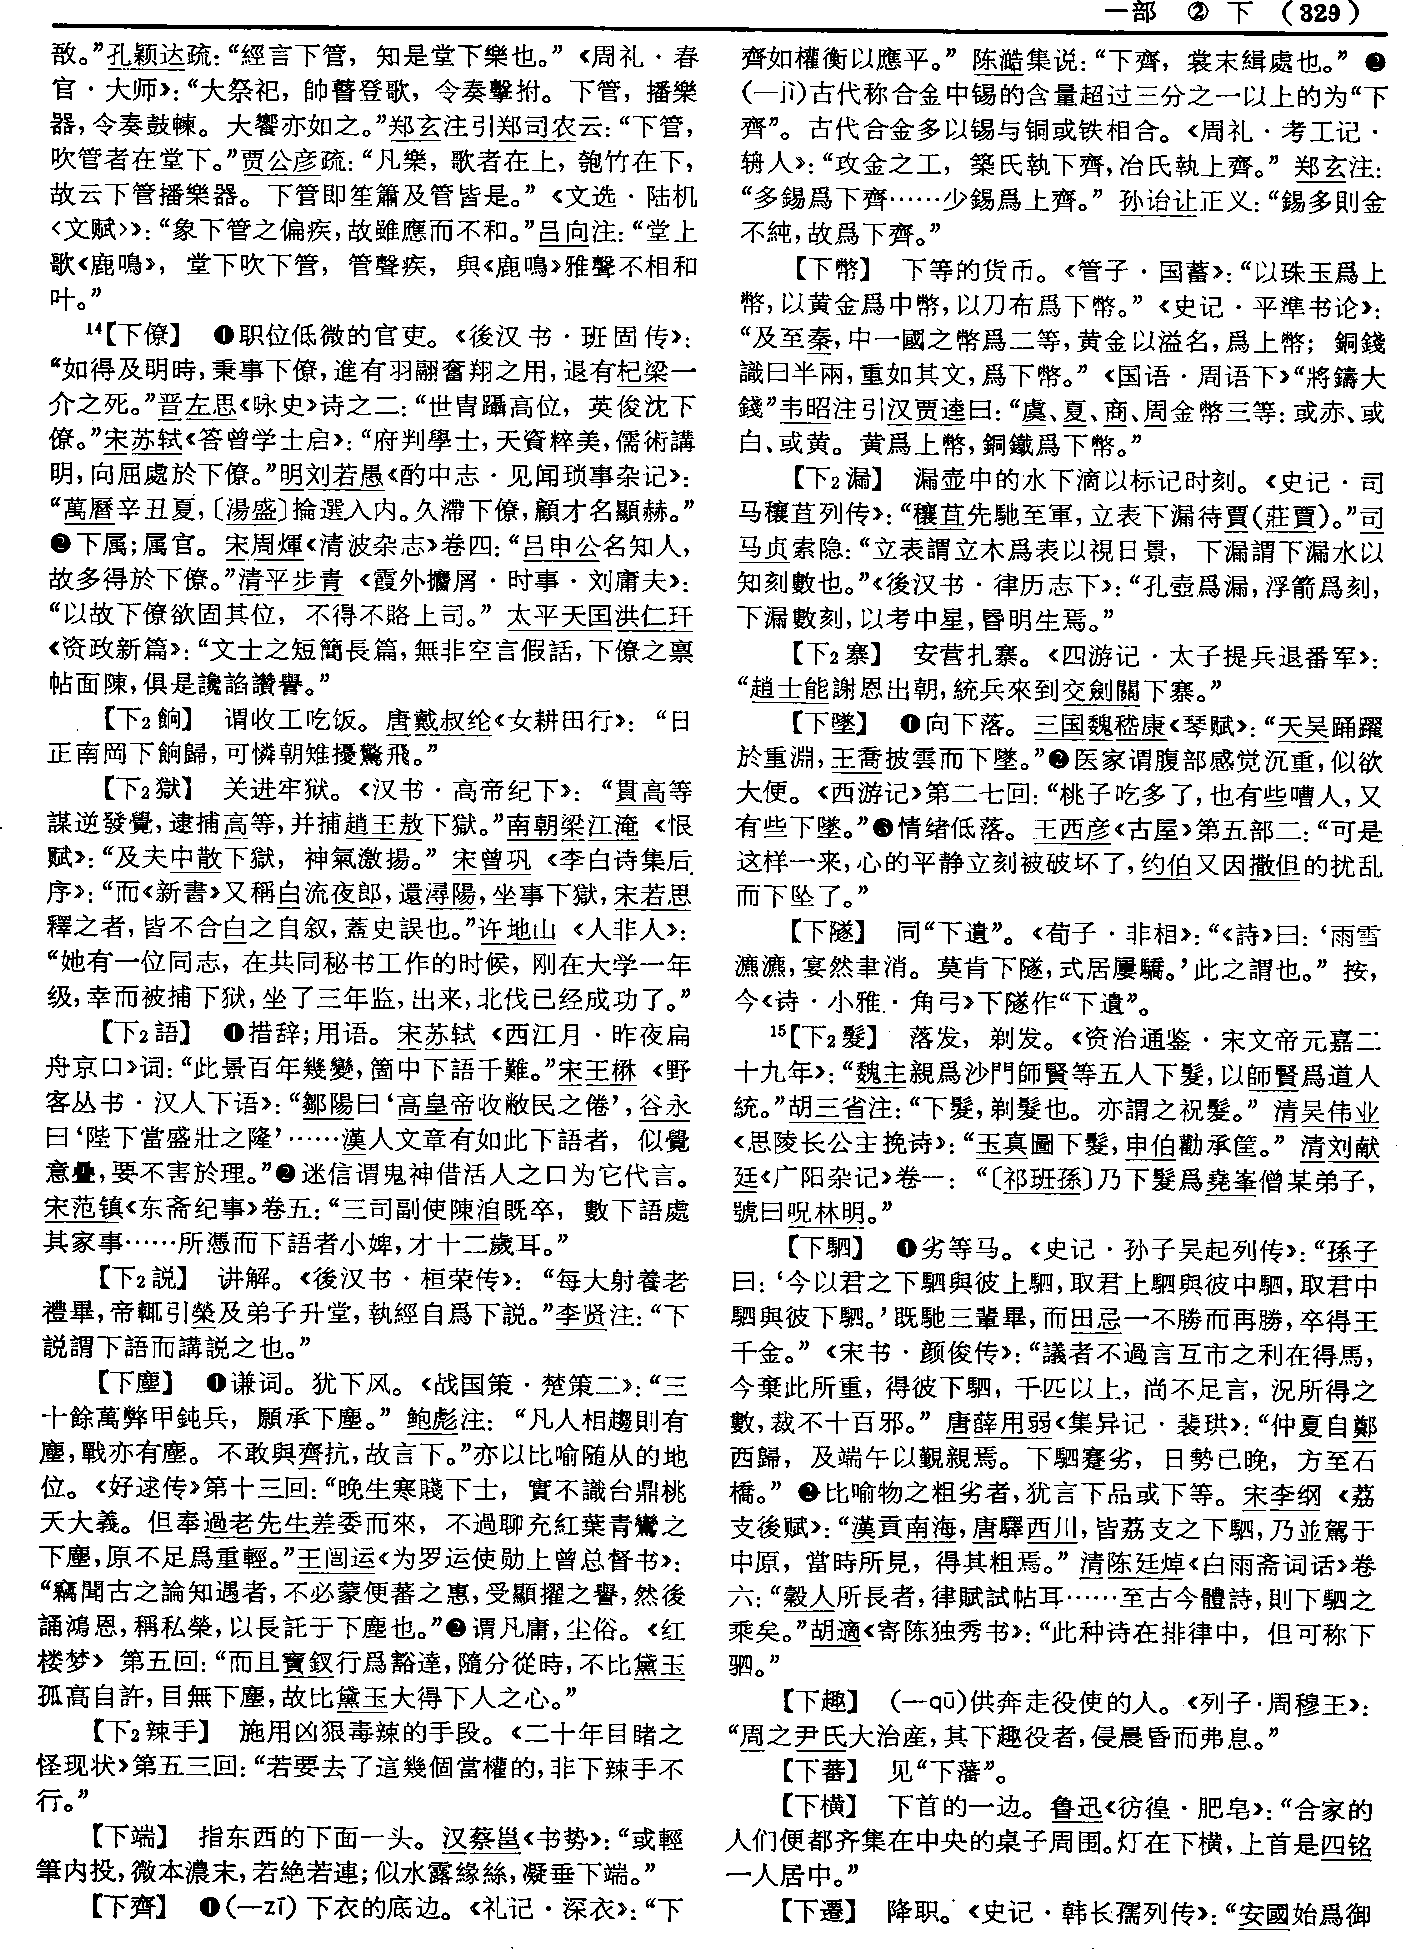 一部 ② 下 （329）
敔。”孔颖达疏：“經言下管，知是堂下樂也。”《周礼·春
官·大师》：“大祭祀，帥瞽登歌，令奏擊拊。下管，播樂
器，令奏鼓朄。大饗亦如之。”郑玄注引郑司农云：“下管，
吹管者在堂下。”贾公彦疏：“凡樂，歌者在上，匏竹在下，
故云下管播樂器。下管即笙簫及管皆是。”《文选·陆机
〈文赋〉》：“象下管之偏疾，故雖應而不和。”吕向注：“堂上
歌《鹿鳴》，堂下吹下管，管聲疾，與《鹿鳴》雅聲不相和
叶。”
14【下僚】 ❶职位低微的官吏。《後汉书·班固传》：
“如得及明時，秉事下僚，進有羽翮奮翔之用，退有杞梁一
介之死。”晋左思《咏史》诗之二：“世胄躡高位，英俊沈下
僚。”宋苏轼《答曾学士启》：“府判學士，天資粹美，儒術講
明，向屈處於下僚。”明刘若愚《酌中志·见闻琐事杂记》：
“萬曆辛丑夏，〔湯盛〕掄選入内。久滯下僚，顧才名顯赫。”
❷下属；属官。宋周煇《清波杂志》卷四：“吕申公名知人，
故多得於下僚。”清平步青《霞外攟屑·时事·刘庸夫》：
“以故下僚欲固其位，不得不賂上司。”太平天国洪仁玕
《资政新篇》：“文士之短簡長篇，無非空言假話，下僚之禀
帖面陳，俱是讒諂讚譽。”
【下2餉】 谓收工吃饭。唐戴叔纶《女耕田行》：“日
正南岡下餉歸，可憐朝雉擾驚飛。”
【下2獄】 关进牢狱。《汉书·高帝纪下》：“貫高等
謀逆發覺，逮捕高等，并捕趙王敖下獄。”南朝梁江淹《恨
赋》：“及夫中散下獄，神氣激揚。”宋曾巩《李白诗集后
序》：“而《新書》又稱白流夜郎，還潯陽，坐事下獄，宋若思
釋之者，皆不合白之自叙，蓋史誤也。”许地山《人非人》：
“她有一位同志，在共同秘书工作的时候，刚在大学一年
级，幸而被捕下狱，坐了三年监，出来，北伐已经成功了。”
【下2語】 ❶措辞；用语。宋苏轼《西江月·昨夜扁
舟京口》词：“此景百年幾變，箇中下語千難。”宋王楙《野
客丛书·汉人下语》：“鄒陽曰‘高皇帝收敝民之倦’，谷永
曰‘陛下當盛壯之隆’……漢人文章有如此下語者，似覺
意疊，要不害於理。”❷迷信谓鬼神借活人之口为它代言。
宋范镇《东斋纪事》卷五：“三司副使陳洎既卒，數下語處
其家事……所憑而下語者小婢，才十二歲耳。”
【下2説】 讲解。《後汉书·桓荣传》：“每大射養老
禮畢，帝輒引榮及弟子升堂，執經自爲下説。”李贤注：“下
説謂下語而講説之也。”
【下塵】 ❶谦词。犹下风。《战国策·楚策二》：“三
十餘萬弊甲鈍兵，願承下塵。”鲍彪注：“凡人相趨則有
塵，戰亦有塵。不敢與齊抗，故言下。”亦以比喻随从的地
位。《好逑传》第十三回：“晚生寒賤下士，實不識台鼎桃
夭大義。但奉過老先生差委而來，不過聊充紅葉青鸞之
下塵，原不足爲重輕。”王闿运《为罗运使勋上曾总督书》：
“竊聞古之論知遇者，不必蒙便蕃之惠，受顯擢之譽，然後
誦鴻恩，稱私榮，以長託于下塵也。”❷谓凡庸，尘俗。《红
楼梦》第五回：“而且寶釵行爲豁達，隨分從時，不比黛玉
孤高自許，目無下塵，故比黛玉大得下人之心。”
【下2辣手】 施用凶狠毒辣的手段。《二十年目睹之
怪现状》第五三回：“若要去了這幾個當權的，非下辣手不
行。”
【下端】 指东西的下面一头。汉蔡邕《书势》：“或輕
筆内投，微本濃末，若絶若連；似水露緣絲，凝垂下端。”
【下齊】 ❶（—zī）下衣的底边。《礼记·深衣》：“下
齊如權衡以應平。”陈澔集说：“下齊，裳末緝處也。”❷
（—jì）古代称合金中锡的含量超过三分之一以上的为“下
齊”。古代合金多以锡与铜或铁相合。《周礼·考工记·
輈人》：“攻金之工，築氏執下齊，冶氏執上齊。”郑玄注：
“多錫爲下齊……少錫爲上齊。”孙诒让正义：“錫多則金
不純，故爲下齊。”
【下幣】 下等的货币。《管子·国蓄》：“以珠玉爲上
幣，以黄金爲中幣，以刀布爲下幣。”《史记·平準书论》：
“及至秦，中一國之幣爲二等，黄金以溢名，爲上幣；銅錢
識曰半兩，重如其文，爲下幣。”《国语·周语下》“將鑄大
錢”韦昭注引汉贾逵曰：“虞、夏、商、周金幣三等：或赤、或
白、或黄。黄爲上幣，銅鐵爲下幣。”
【下2漏】 漏壶中的水下滴以标记时刻。《史记·司
马穰苴列传》：“穰苴先馳至軍，立表下漏待賈（莊賈）。”司
马贞索隐：“立表謂立木爲表以視日景，下漏謂下漏水以
知刻數也。”《後汉书·律历志下》：“孔壺爲漏，浮箭爲刻，
下漏數刻，以考中星，昏明生焉。”
【下2寨】 安营扎寨。《四游记·太子提兵退番军》：
“趙士能謝恩出朝，統兵來到交劍關下寨。”
【下墜】 ❶向下落。三国魏嵇康《琴赋》：“天吴踊躍
於重淵，王喬披雲而下墜。”❷医家谓腹部感觉沉重，似欲
大便。《西游记》第二七回：“桃子吃多了，也有些嘈人，又
有些下墜。”❸情绪低落。王西彦《古屋》第五部二：“可是
这样一来，心的平静立刻被破坏了，约伯又因撒但的扰乱
而下坠了。”
【下隧】 同“下遺”。《荀子·非相》：“《詩》曰：‘雨雪
瀌瀌，宴然聿消。莫肯下隧，式居屢驕。’此之謂也。”按，
今《诗·小雅·角弓》下隧作“下遺”。
15【下2髮】 落发，剃发。《资治通鉴·宋文帝元嘉二
十九年》：“魏主親爲沙門師賢等五人下髮，以師賢爲道人
統。”胡三省注：“下髮，剃髮也。亦謂之祝髮。”清吴伟业
《思陵长公主挽诗》：“玉真圖下髮，申伯勸承筐。”清刘献
廷《广阳杂记》卷一：“〔祁班孫〕乃下髮爲堯峯僧某弟子，
號曰呪林明。”
【下駟】 ❶劣等马。《史记·孙子吴起列传》：“孫子
曰：‘今以君之下駟與彼上駟，取君上駟與彼中駟，取君中
駟與彼下駟。’既馳三輩畢，而田忌一不勝而再勝，卒得王
千金。”《宋书·颜俊传》：“議者不過言互市之利在得馬，
今棄此所重，得彼下駟，千匹以上，尚不足言，況所得之
數，裁不十百邪。”唐薛用弱《集异记·裴珙》：“仲夏自鄭
西歸，及端午以覲親焉。下駟蹇劣，日勢已晚，方至石
橋。”❷比喻物之粗劣者，犹言下品或下等。宋李纲《荔
支後赋》：“漢貢南海，唐驛西川，皆荔支之下駟，乃並駕于
中原，當時所見，得其粗焉。”清陈廷焯《白雨斋词话》卷
六：“穀人所長者，律賦試帖耳……至古今體詩，則下駟之
乘矣。”胡適《寄陈独秀书》：“此种诗在排律中，但可称下
驷。”
【下趣】 （—qū）供奔走役使的人。《列子·周穆王》：
“周之尹氏大治産，其下趣役者，侵晨昏而弗息。”
【下蕃】 见“下藩”。
【下横】 下首的一边。鲁迅《彷徨·肥皂》：“合家的
人们便都齐集在中央的桌子周围。灯在下横，上首是四铭
一人居中。”
【下遷】 降职。《史记·韩长孺列传》：“安國始爲御